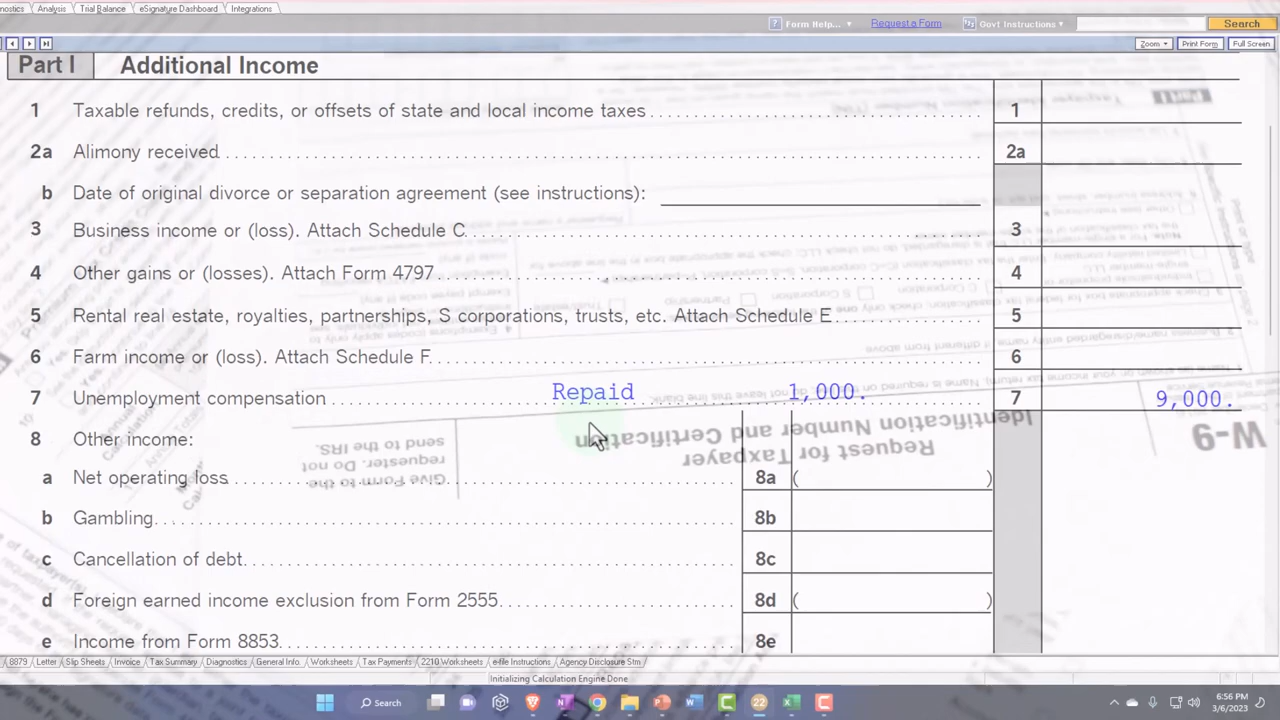 nostics Analysis Trial Balance eSignature Dashboard Integrations
Form Help... Request a Form Govt Instructions Search
Zoom Print Form Full Screen
Part I Additional Income
1 Taxable refunds, credits, or offsets of state and local income taxes 1
2a Alimony received 2a
b Date of original divorce or separation agreement (see instructions):
3 Business income or (loss). Attach Schedule C 3
4 Other gains or (losses). Attach Form 4797 4
5 Rental real estate, royalties, partnerships, S corporations, trusts, etc. Attach Schedule E 5
6 Farm income or (loss). Attach Schedule F 6
7 Unemployment compensation Repaid 1,000. 7 9,000.
8 Other income:
a Net operating loss 8a ( )
b Gambling 8b
c Cancellation of debt 8c
d Foreign earned income exclusion from Form 2555 8d ( )
e Income from Form 8853 8e
W-9
Identification Number and Certification
Request for Taxpayer
Give Form to the
requester. Do not
send to the IRS.
8879 Letter Slip Sheets Invoice Tax Summary Diagnostics General Info. Worksheets Tax Payments 2210 Worksheets e-file Instructions Agency Disclosure Stm
Initializing Calculation Engine Done
Search 22
6:56 PM
3/6/2023